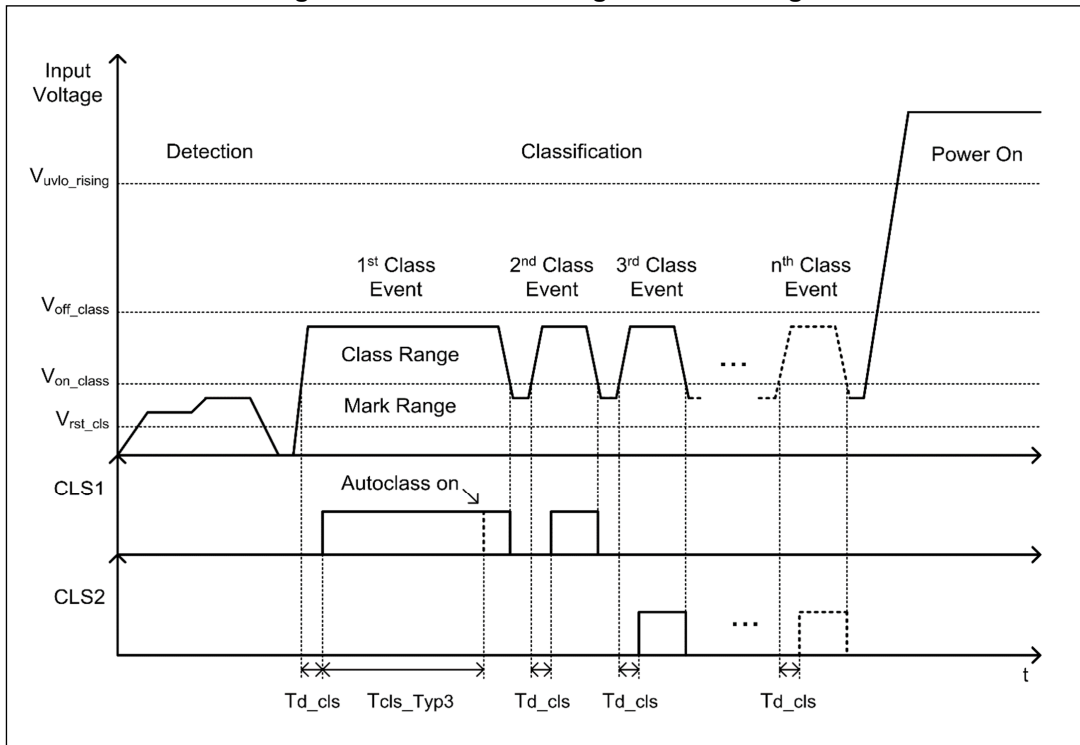 Input
Voltage
Detection
Classification
Power On
Vuvlo_rising
1st Class
Event
2nd Class
Event
3rd Class
Event
nth Class
Event
Voff_class
Class Range
...
Von_class
Mark Range
Vrst_cls
CLS1
Autoclass on
CLS2
...
t
Td_cls
Tcls_Typ3
Td_cls
Td_cls
Td_cls